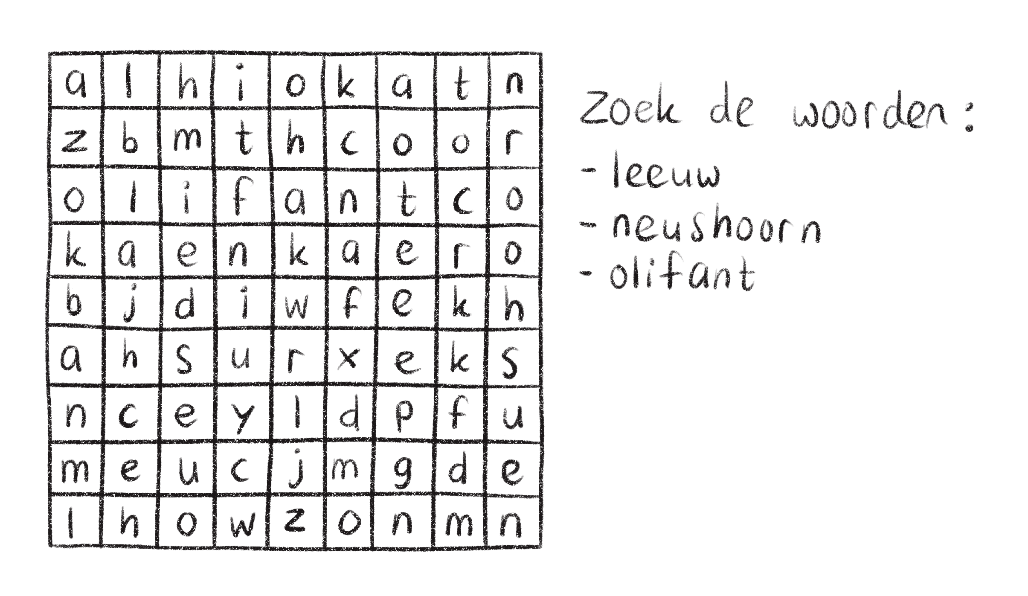 a l h i o k a t n
z b m t h c o o r
o l i f a n t c o
k a e n k a e r o
b j d i w f e k h
a h s u r x e k s
n c e y l d p f u
m e u c j m g d e
l h o w z o n m n
Zoek de woorden:
- leeuw
- neushoorn
- olifant